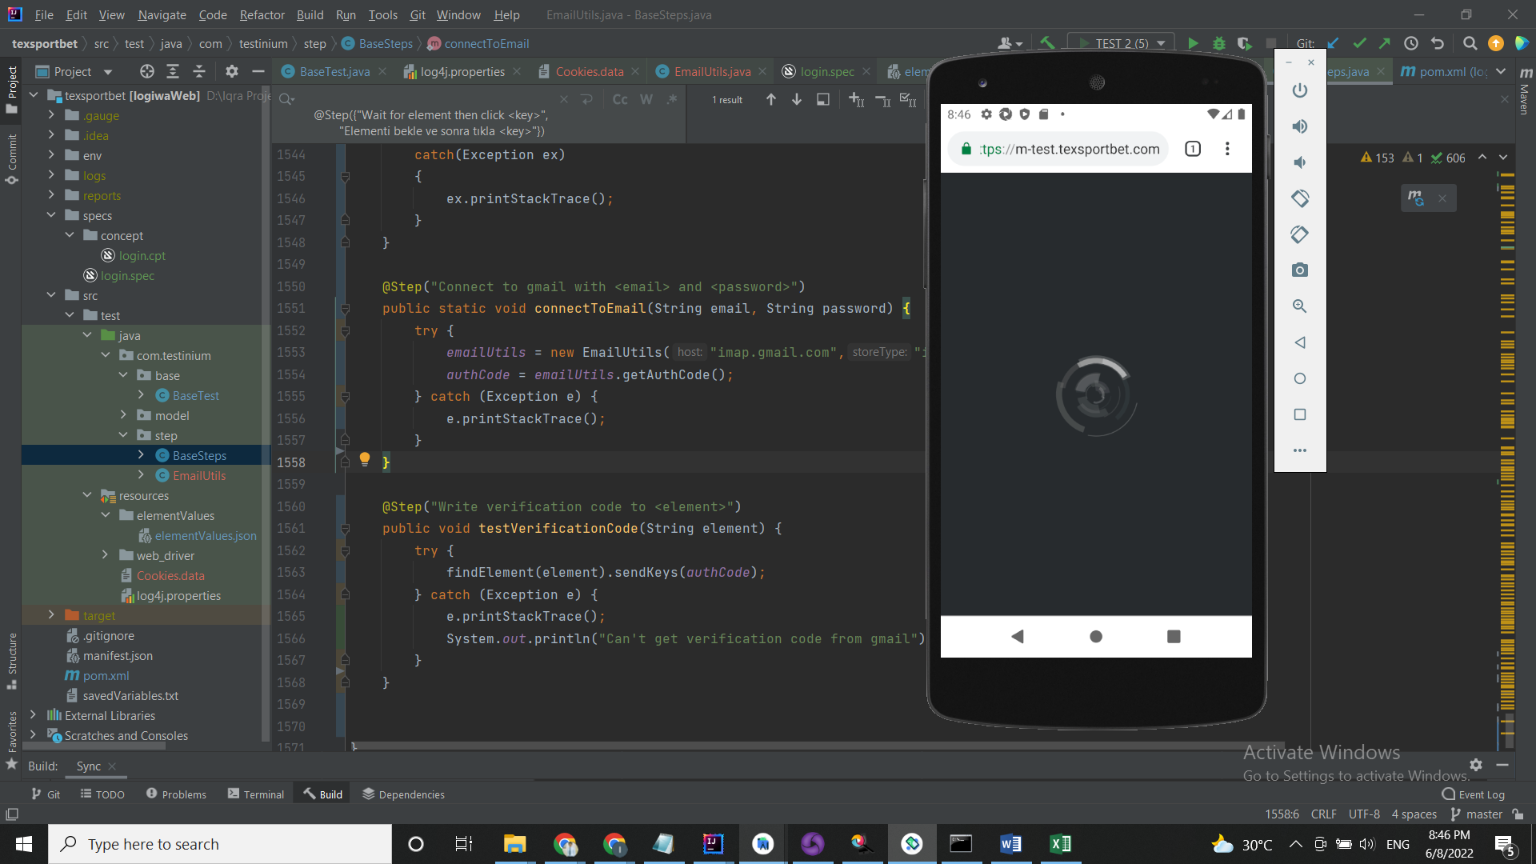 File Edit View Navigate Code Refactor Build Run Tools Git Window Help EmailUtils.java - BaseSteps.java
texsportbet src test java com testinium step BaseSteps connectToEmail TEST 2 (5) Git:
Project BaseTest.java log4j.properties Cookies.data EmailUtils.java login.spec pom.xml
Cc W .* 1 result
@Step({"Wait for element then click <key>",
"Elementi bekle ve sonra tıkla <key>"})
153 1 606
Project
Commit
Structure
Favorites
Maven
texsportbet [logiwaWeb] D:\Iqra Proje
.gauge
.idea
env
logs
reports
specs
concept
login.cpt
login.spec
src
test
java
com.testinium
base
BaseTest
model
step
BaseSteps
EmailUtils
resources
elementValues
elementValues.json
web_driver
Cookies.data
log4j.properties
target
.gitignore
manifest.json
pom.xml
savedVariables.txt
External Libraries
Scratches and Consoles
1544 catch(Exception ex)
1545 {
1546 ex.printStackTrace();
1547 }
1548 }
1549
1550 @Step("Connect to gmail with <email> and <password>")
1551 public static void connectToEmail(String email, String password) {
1552 try {
1553 emailUtils = new EmailUtils( host: "imap.gmail.com", storeType: "i
1554 authCode = emailUtils.getAuthCode();
1555 } catch (Exception e) {
1556 e.printStackTrace();
1557 }
1558 }
1559
1560 @Step("Write verification code to <element>")
1561 public void testVerificationCode(String element) {
1562 try {
1563 findElement(element).sendKeys(authCode);
1564 } catch (Exception e) {
1565 e.printStackTrace();
1566 System.out.println("Can't get verification code from gmail")
1567 }
1568 }
1569
1570
1571 }
8:46
tps://m-test.texsportbet.com 1
Activate Windows
Go to Settings to activate Windows.
Build: Sync
Git TODO Problems Terminal Build Dependencies Event Log
1558:6 CRLF UTF-8 4 spaces master
Type here to search
30°C ENG 8:46 PM
6/8/2022 5